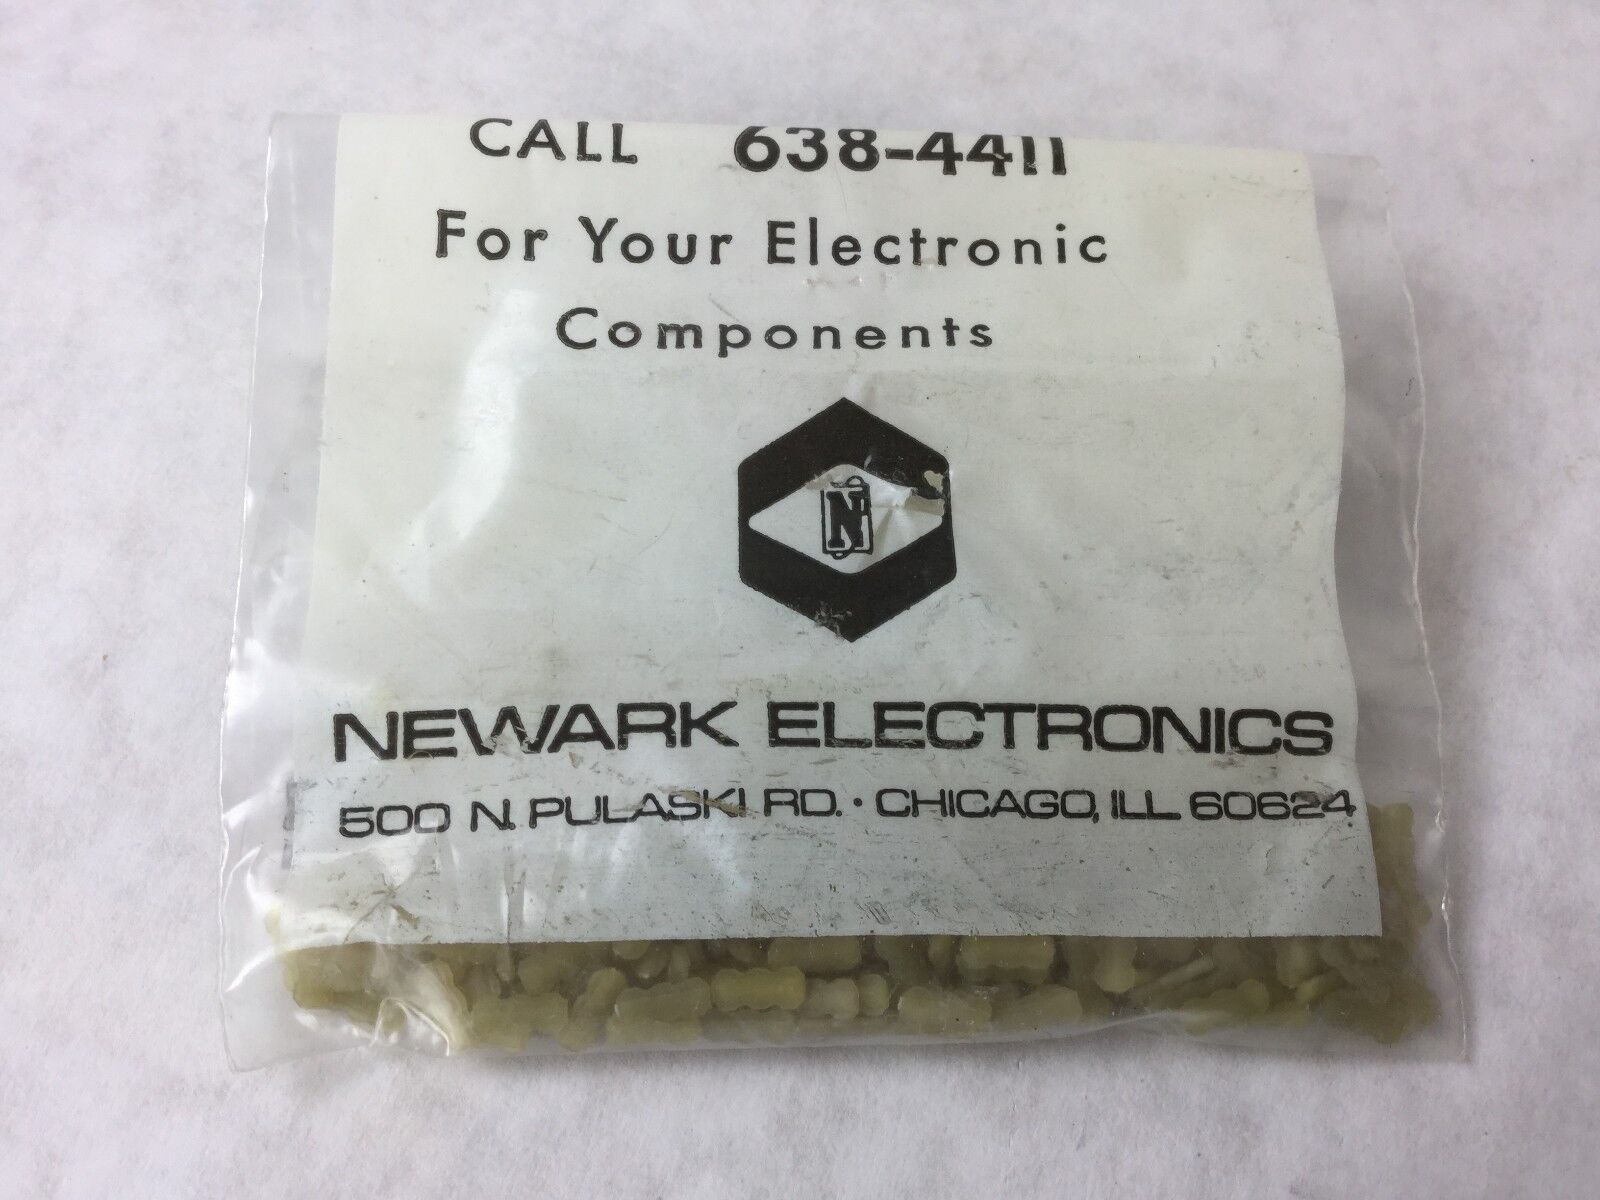 CALL 638-4411
For Your Electronic
Components
N
NEWARK ELECTRONICS
500 N. PULASKI RD. • CHICAGO, ILL 60624